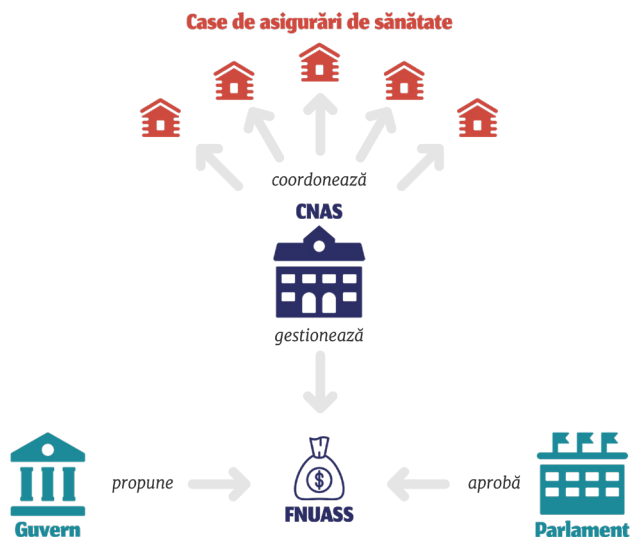 Case de asigurări de sănătate
coordonează
CNAS
gestionează
propune
aprobă
$
FNUASS
Guvern
Parlament